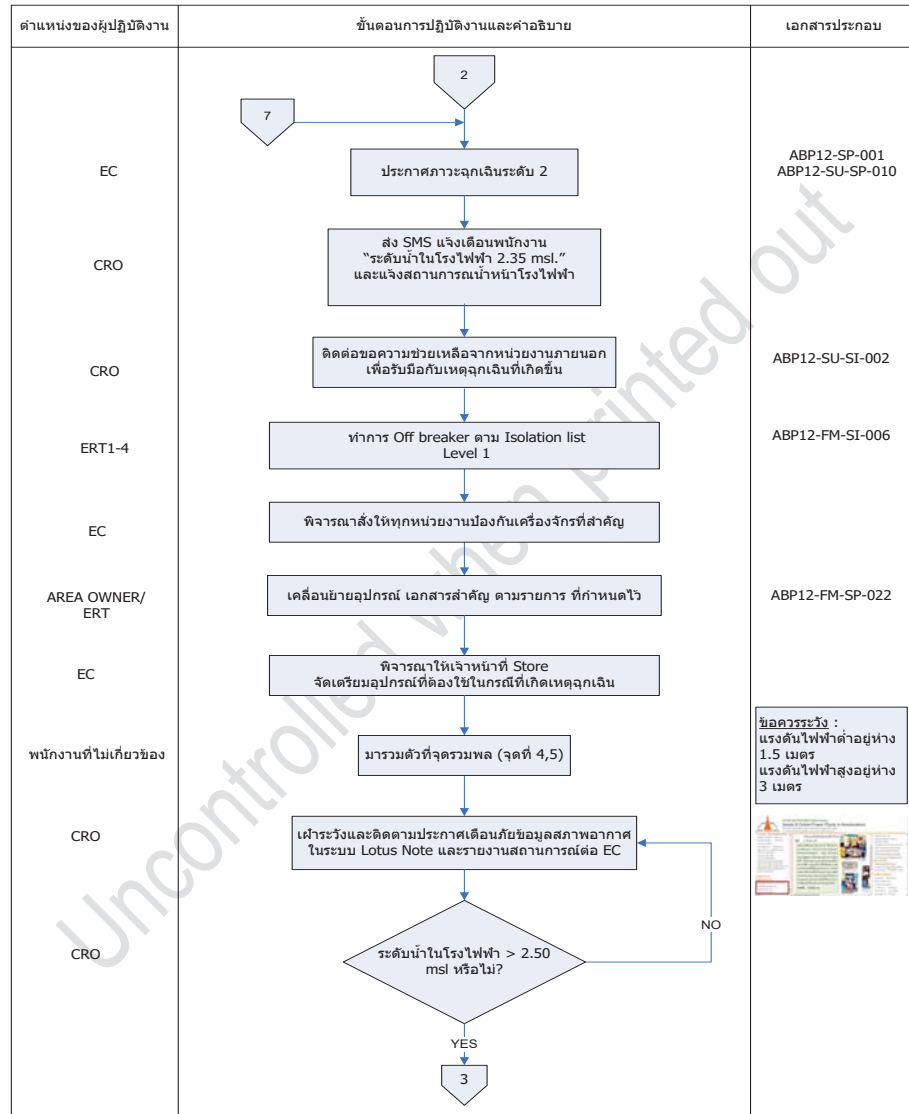 ตำแหน่งของผู้ปฏิบัติงาน
ขั้นตอนการปฏิบัติงานและคำอธิบาย
เอกสารประกอบ
2
7
EC
ประกาศภาวะฉุกเฉินระดับ 2
ABP12-SP-001
ABP12-SU-SP-010
CRO
ส่ง SMS แจ้งเตือนพนักงาน
“ระดับน้ำในโรงไฟฟ้า 2.35 msl.”
และแจ้งสถานการณน้ำหน้าโรงไฟฟ้า
CRO
ติดต่อขอความช่วยเหลือจากหน่วยงานภายนอก
เพื่อรับมือกับเหตุฉุกเฉินที่เกิดขึ้น
ABP12-SU-SI-002
ERT1-4
ทำการ Off breaker ตาม Isolation list
Level 1
ABP12-FM-SI-006
EC
พิจารณาสั่งให้ทุกหน่วยงานป้องกันเครื่องจักรที่สำคัญ
AREA OWNER/
ERT
เคลื่อนย้ายอุปกรณ์ เอกสารสำคัญ ตามรายการ ที่กำหนดไว้
ABP12-FM-SP-022
EC
พิจารณาให้เจ้าหน้าที่ Store
จัดเตรียมอุปกรณ์ที่ต้องใช้ในกรณีที่เกิดเหตุฉุกเฉิน
พนักงานที่ไม่เกี่ยวข้อง
มารวมตัวที่จุดรวมพล (จุดที่ 4,5)
ข้อควรระวัง :
แรงดันไฟฟ้าต่ำอยู่ห่าง
1.5 เมตร
แรงดันไฟฟ้าสูงอยู่ห่าง
3 เมตร
CRO
เฝ้าระวังและติดตามประกาศเตือนภัยข้อมูลสภาพอากาศ
ในระบบ Lotus Note และรายงานสถานการณ์ต่อ EC
NO
CRO
ระดับน้ำในโรงไฟฟ้า > 2.50
msl หรือไม่?
YES
3
Uncontrolled when printed out